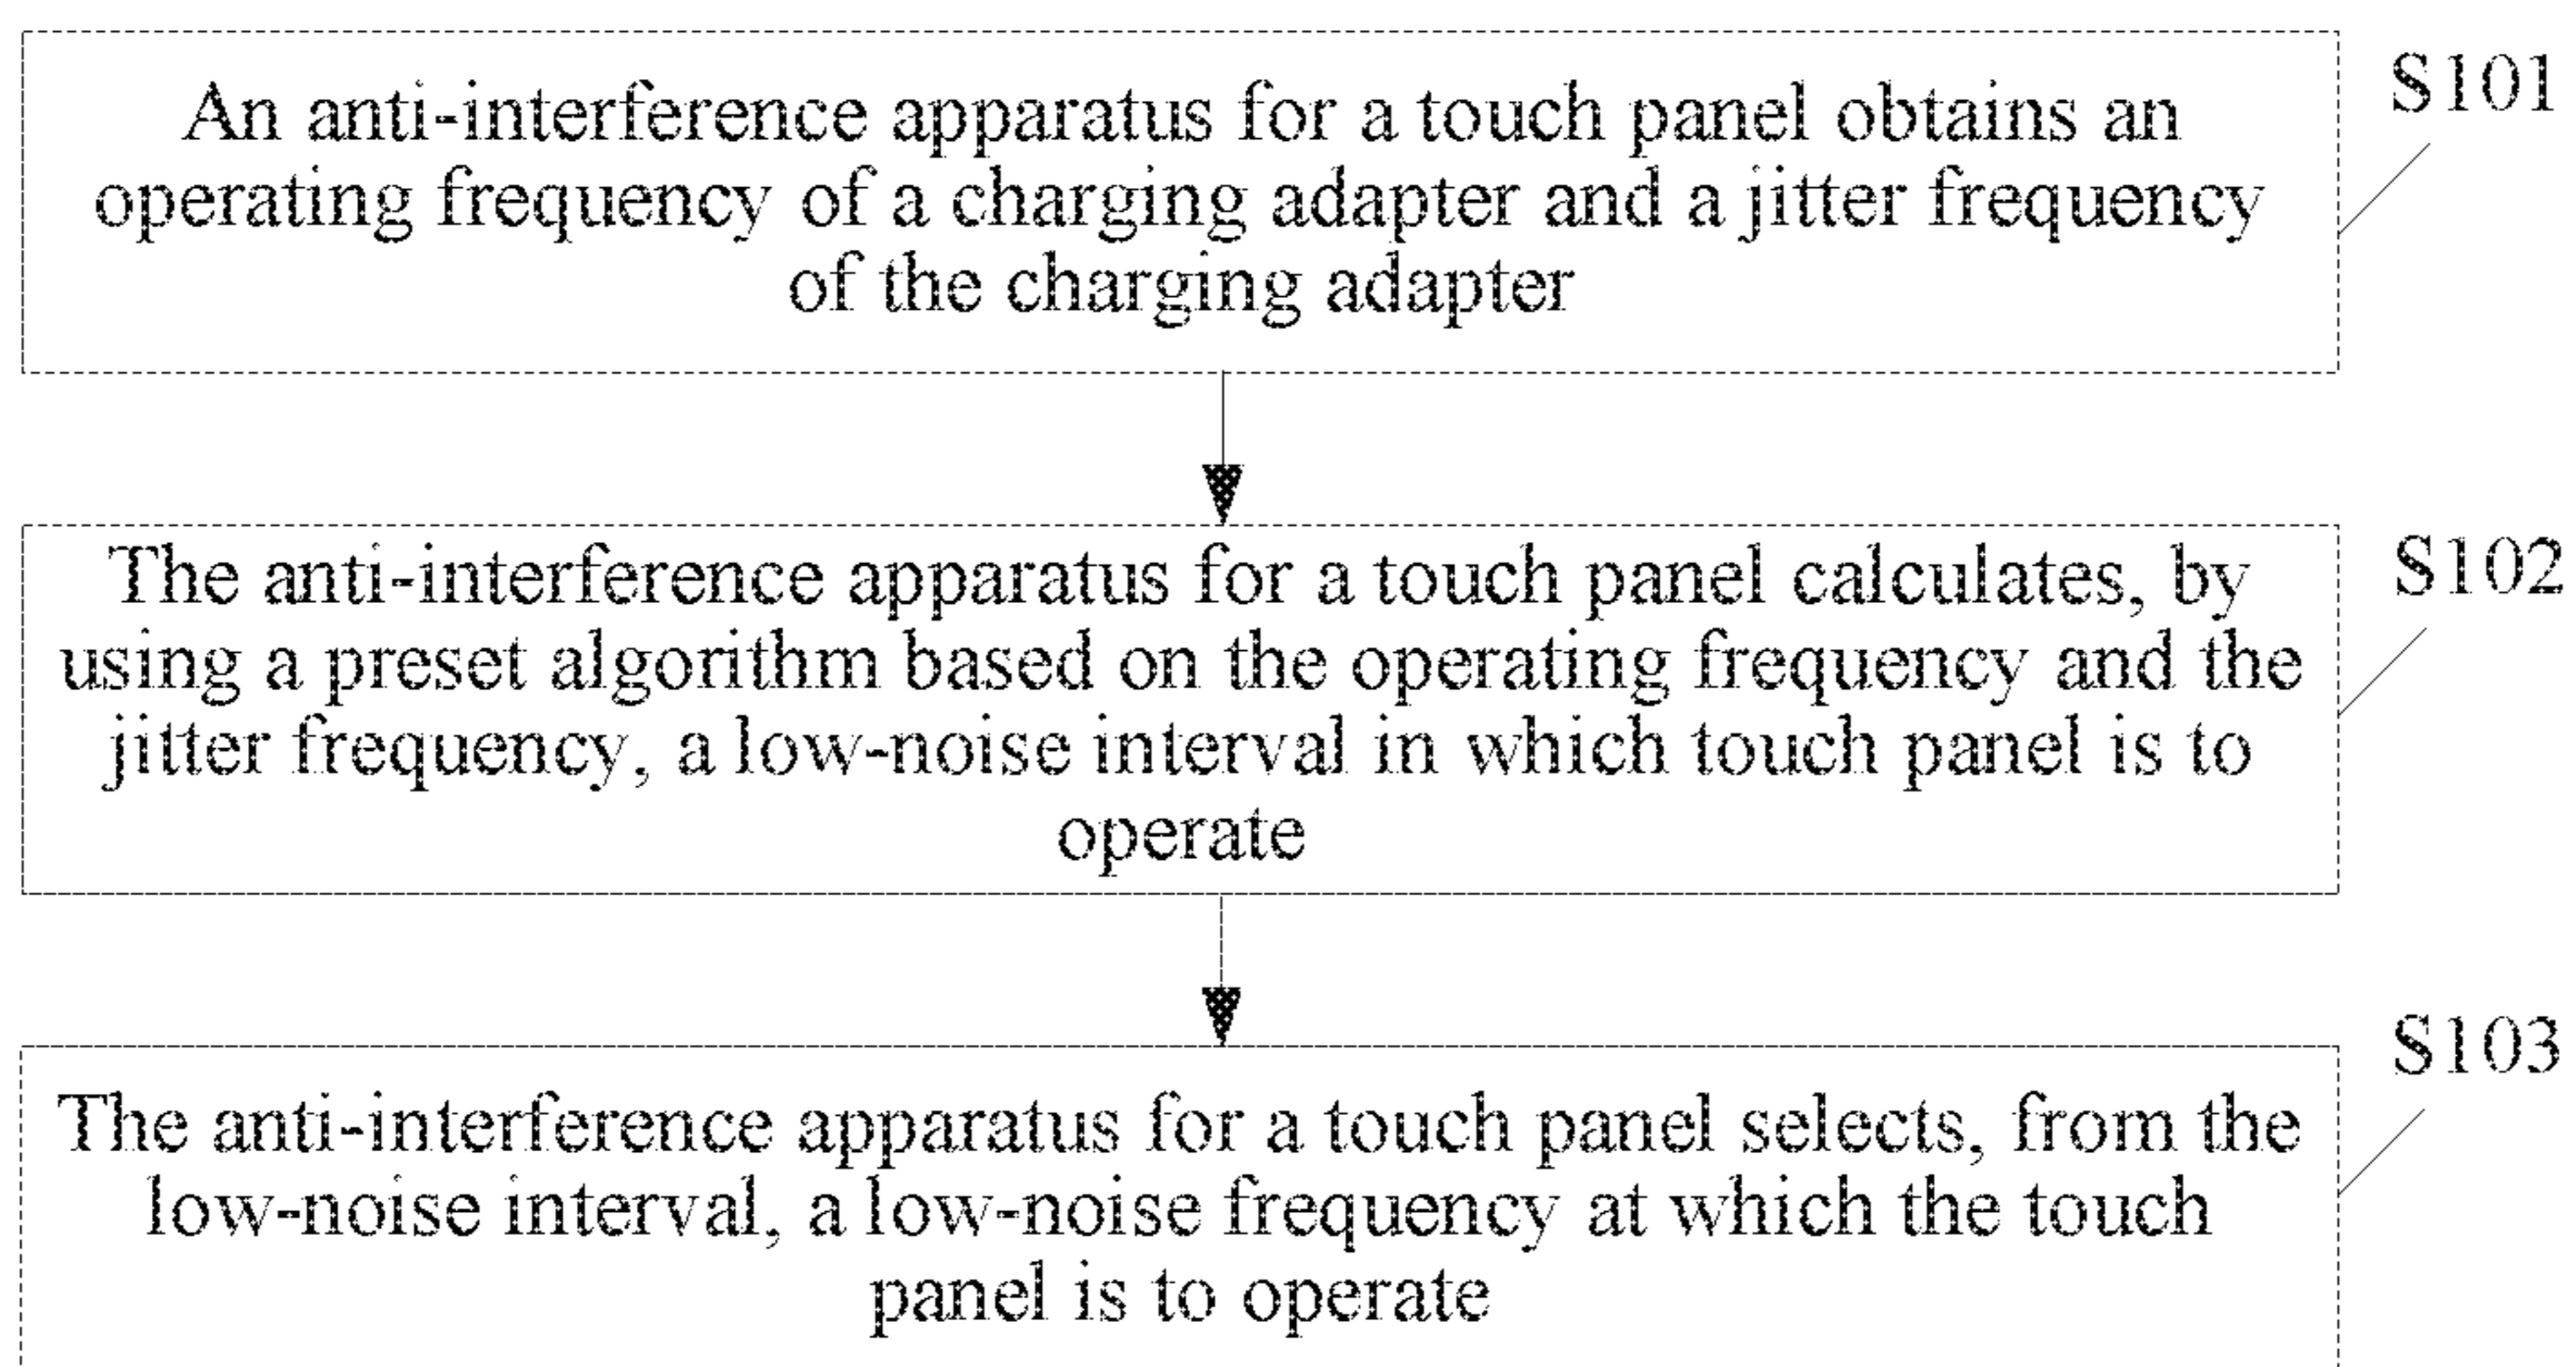 An anti-interference apparatus for a touch panel obtains an
operating frequency of a charging adapter and a jitter frequency
of the charging adapter
S101
The anti-interference apparatus for a touch panel calculates, by
using a preset algorithm based on the operating frequency and the
jitter frequency, a low-noise interval in which touch panel is to
operate
S102
The anti-interference apparatus for a touch panel selects, from the
low-noise interval, a low-noise frequency at which the touch
panel is to operate
S103